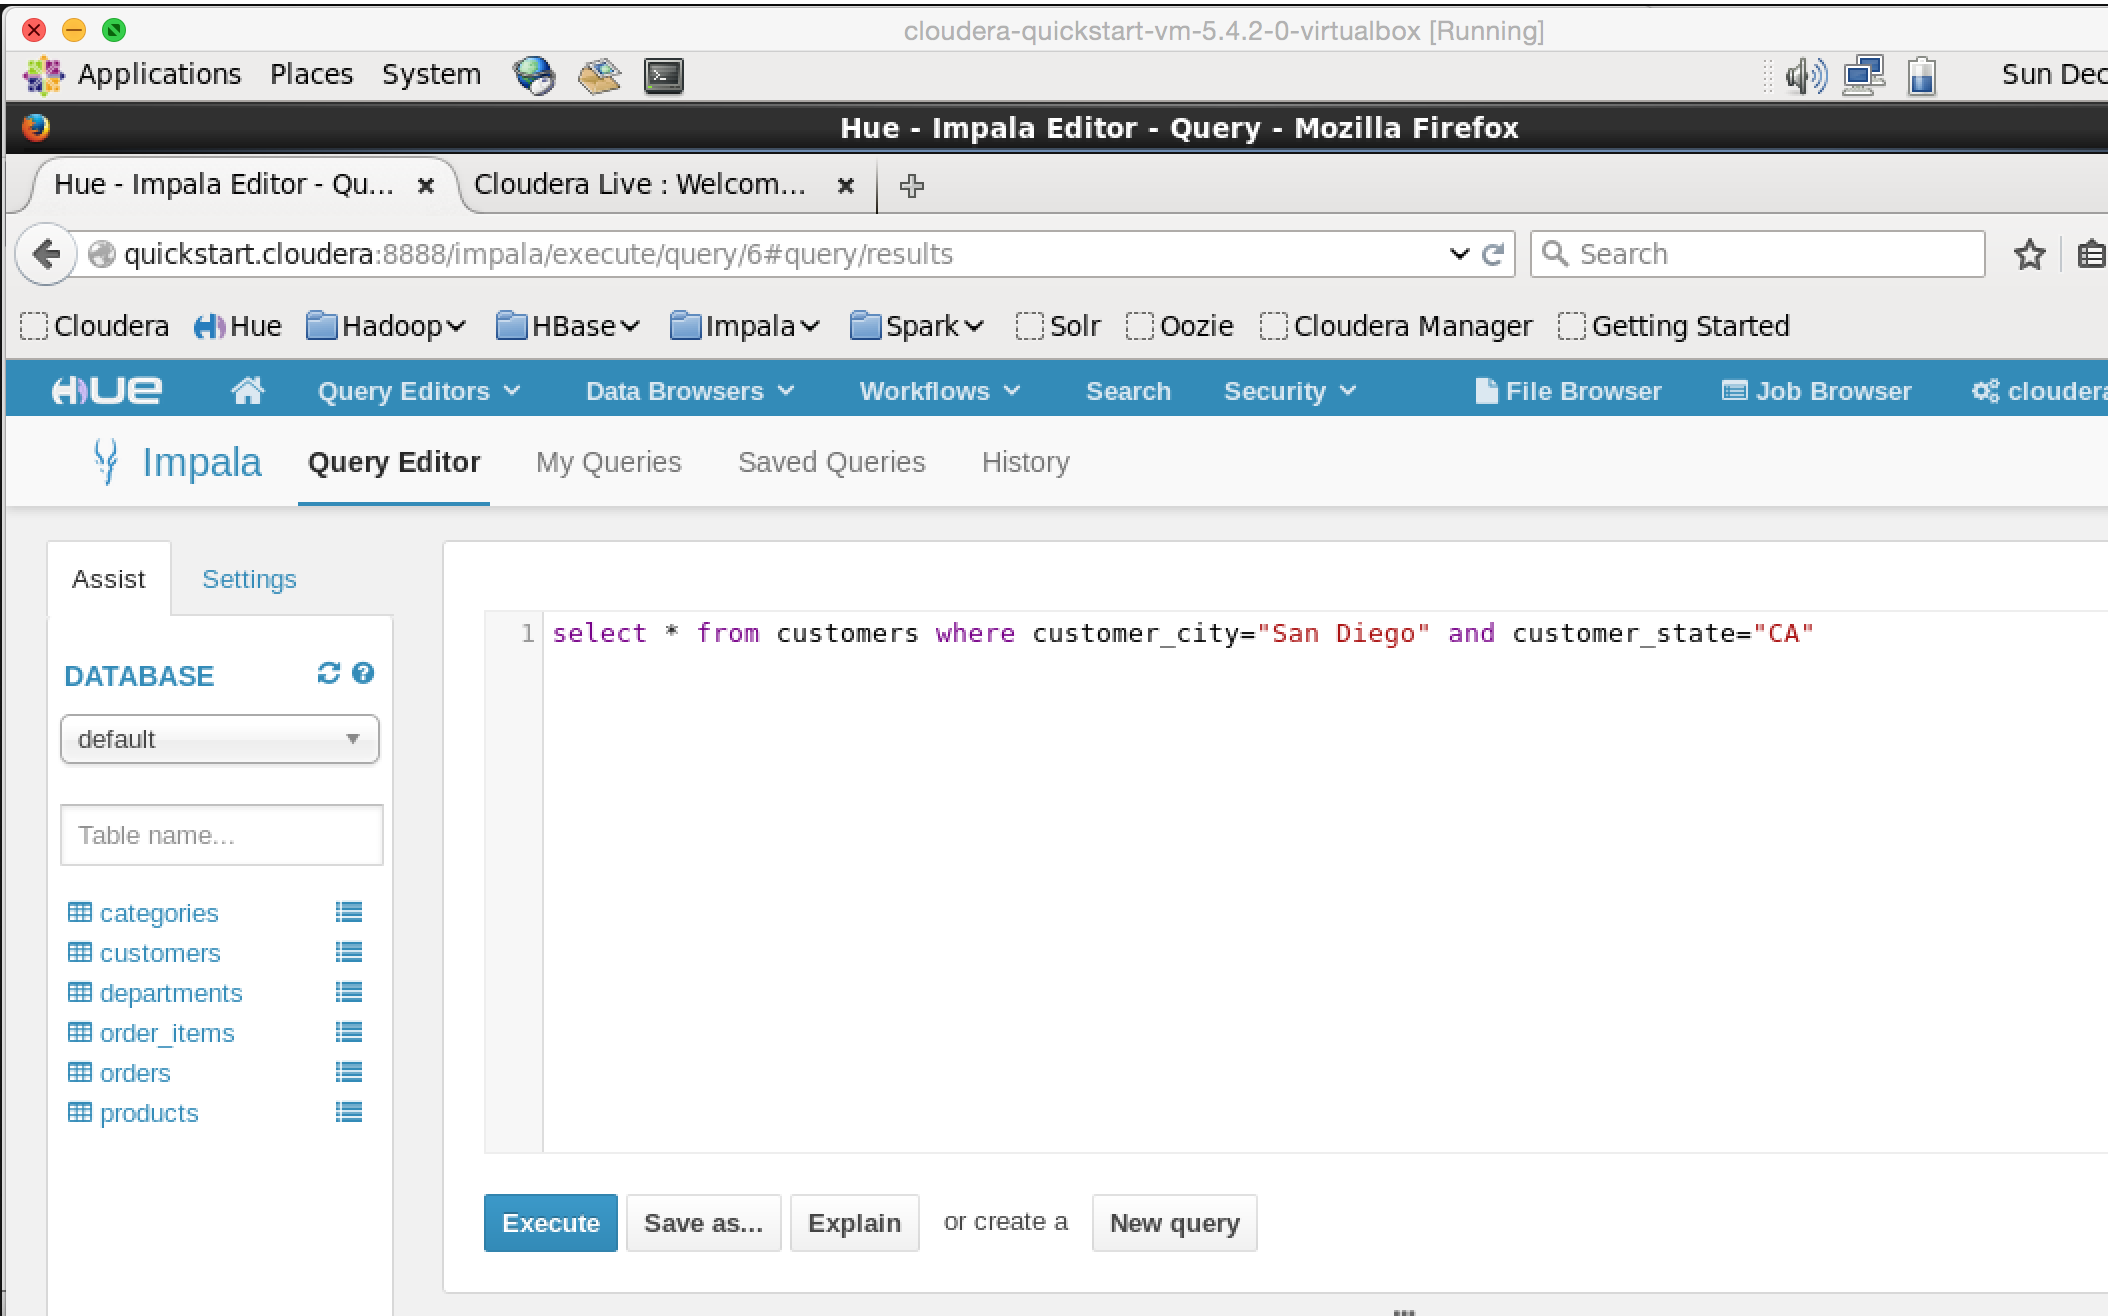 cloudera-quickstart-vm-5.4.2-0-virtualbox [Running]
Applications Places System Sun Dec
Hue - Impala Editor - Query - Mozilla Firefox
Hue - Impala Editor - Qu... Cloudera Live : Welcom...
quickstart.cloudera:8888/impala/execute/query/6#query/results Search
Cloudera Hue Hadoop HBase Impala Spark Solr Oozie Cloudera Manager Getting Started
HUE Query Editors Data Browsers Workflows Search Security File Browser Job Browser cloudera
Impala Query Editor My Queries Saved Queries History
Assist Settings
1 select * from customers where customer_city="San Diego" and customer_state="CA"
DATABASE
default
Table name...
categories
customers
departments
order_items
orders
products
Execute Save as... Explain or create a New query